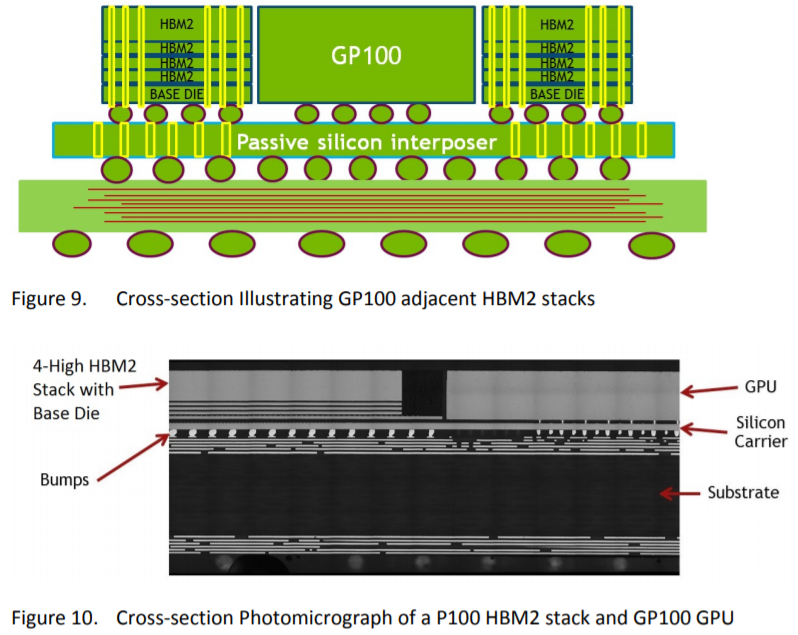 HBM2
HBM2
HBM2
HBM2
BASE DIE
GP100
HBM2
HBM2
HBM2
HBM2
BASE DIE
Passive silicon interposer
Figure 9. Cross-section Illustrating GP100 adjacent HBM2 stacks
4-High HBM2
Stack with
Base Die
Bumps
GPU
Silicon
Carrier
Substrate
Figure 10. Cross-section Photomicrograph of a P100 HBM2 stack and GP100 GPU